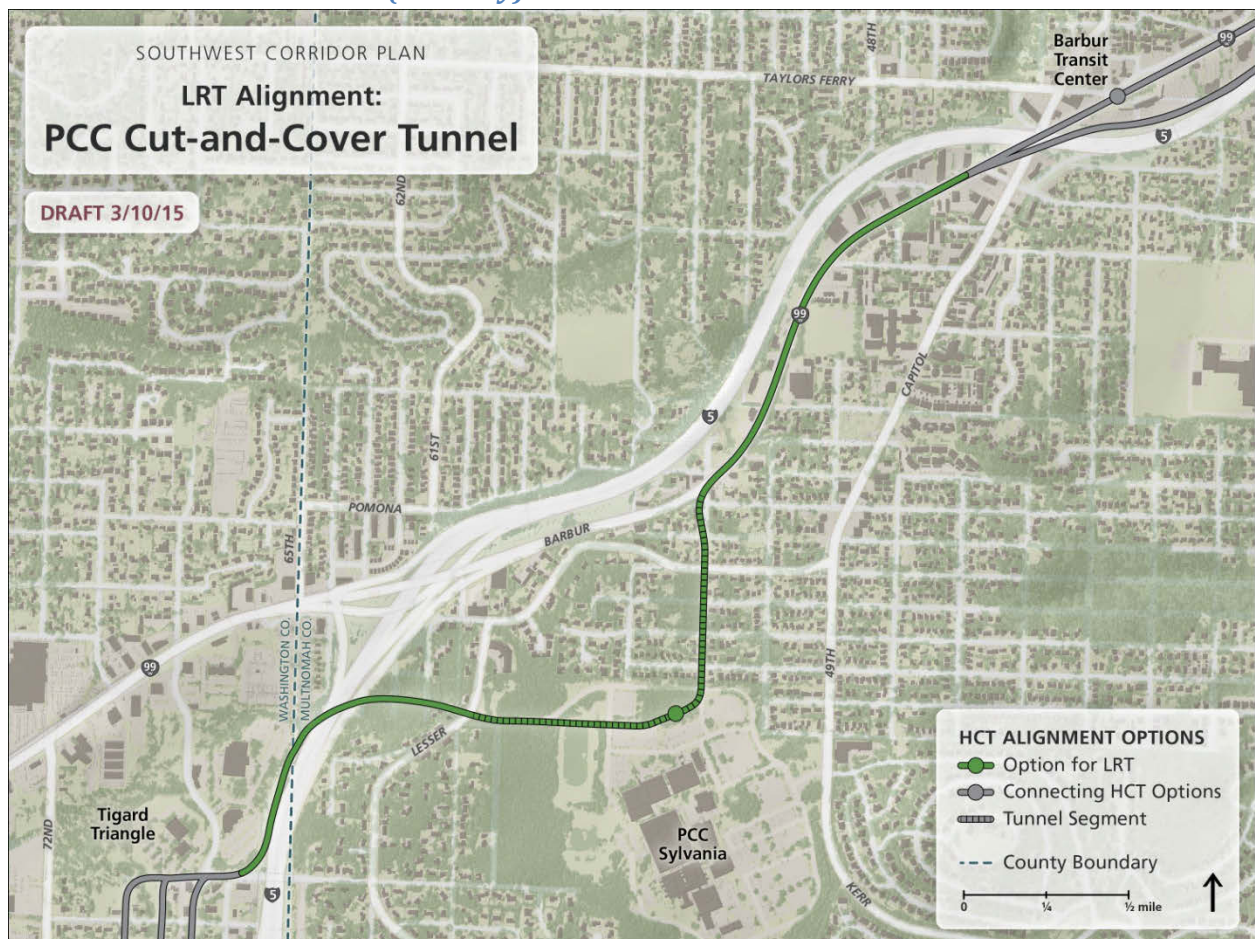 SOUTHWEST CORRIDOR PLAN
LRT Alignment:
PCC Cut-and-Cover Tunnel
DRAFT 3/10/15
48TH
TAYLORS FERRY
Barbur
Transit
Center
99
5
62ND
99
CAPITOL
5
61ST
POMONA
BARBUR
65TH
WASHINGTON CO.
MULTNOMAH CO.
99
49TH
LESSER
Tigard
Triangle
72ND
5
PCC
Sylvania
KERR
HCT ALIGNMENT OPTIONS
Option for LRT
Connecting HCT Options
Tunnel Segment
County Boundary
0 ¼ ½ mile